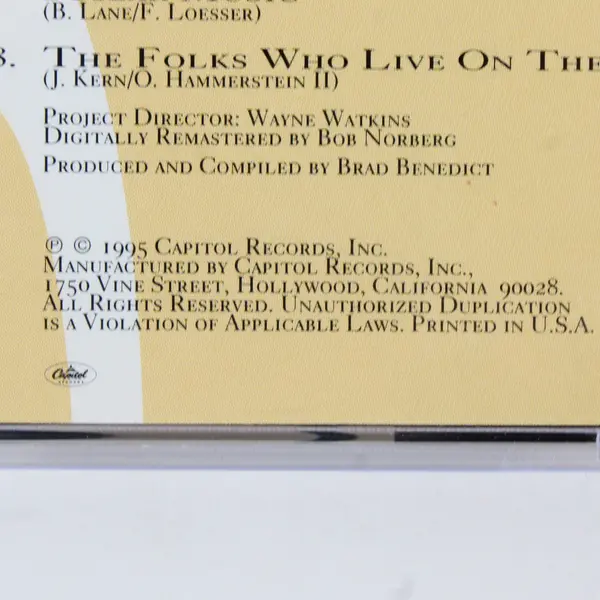 (B. Lane/F. Loesser)
8. The Folks Who Live On The
(J. Kern/O. Hammerstein II)
Project Director: Wayne Watkins
Digitally Remastered by Bob Norberg
Produced and Compiled by Brad Benedict
℗ © 1995 Capitol Records, Inc.
Manufactured by Capitol Records, Inc.,
1750 Vine Street, Hollywood, California 90028.
All Rights Reserved. Unauthorized Duplication
is a Violation of Applicable Laws. Printed in U.S.A.
Capitol